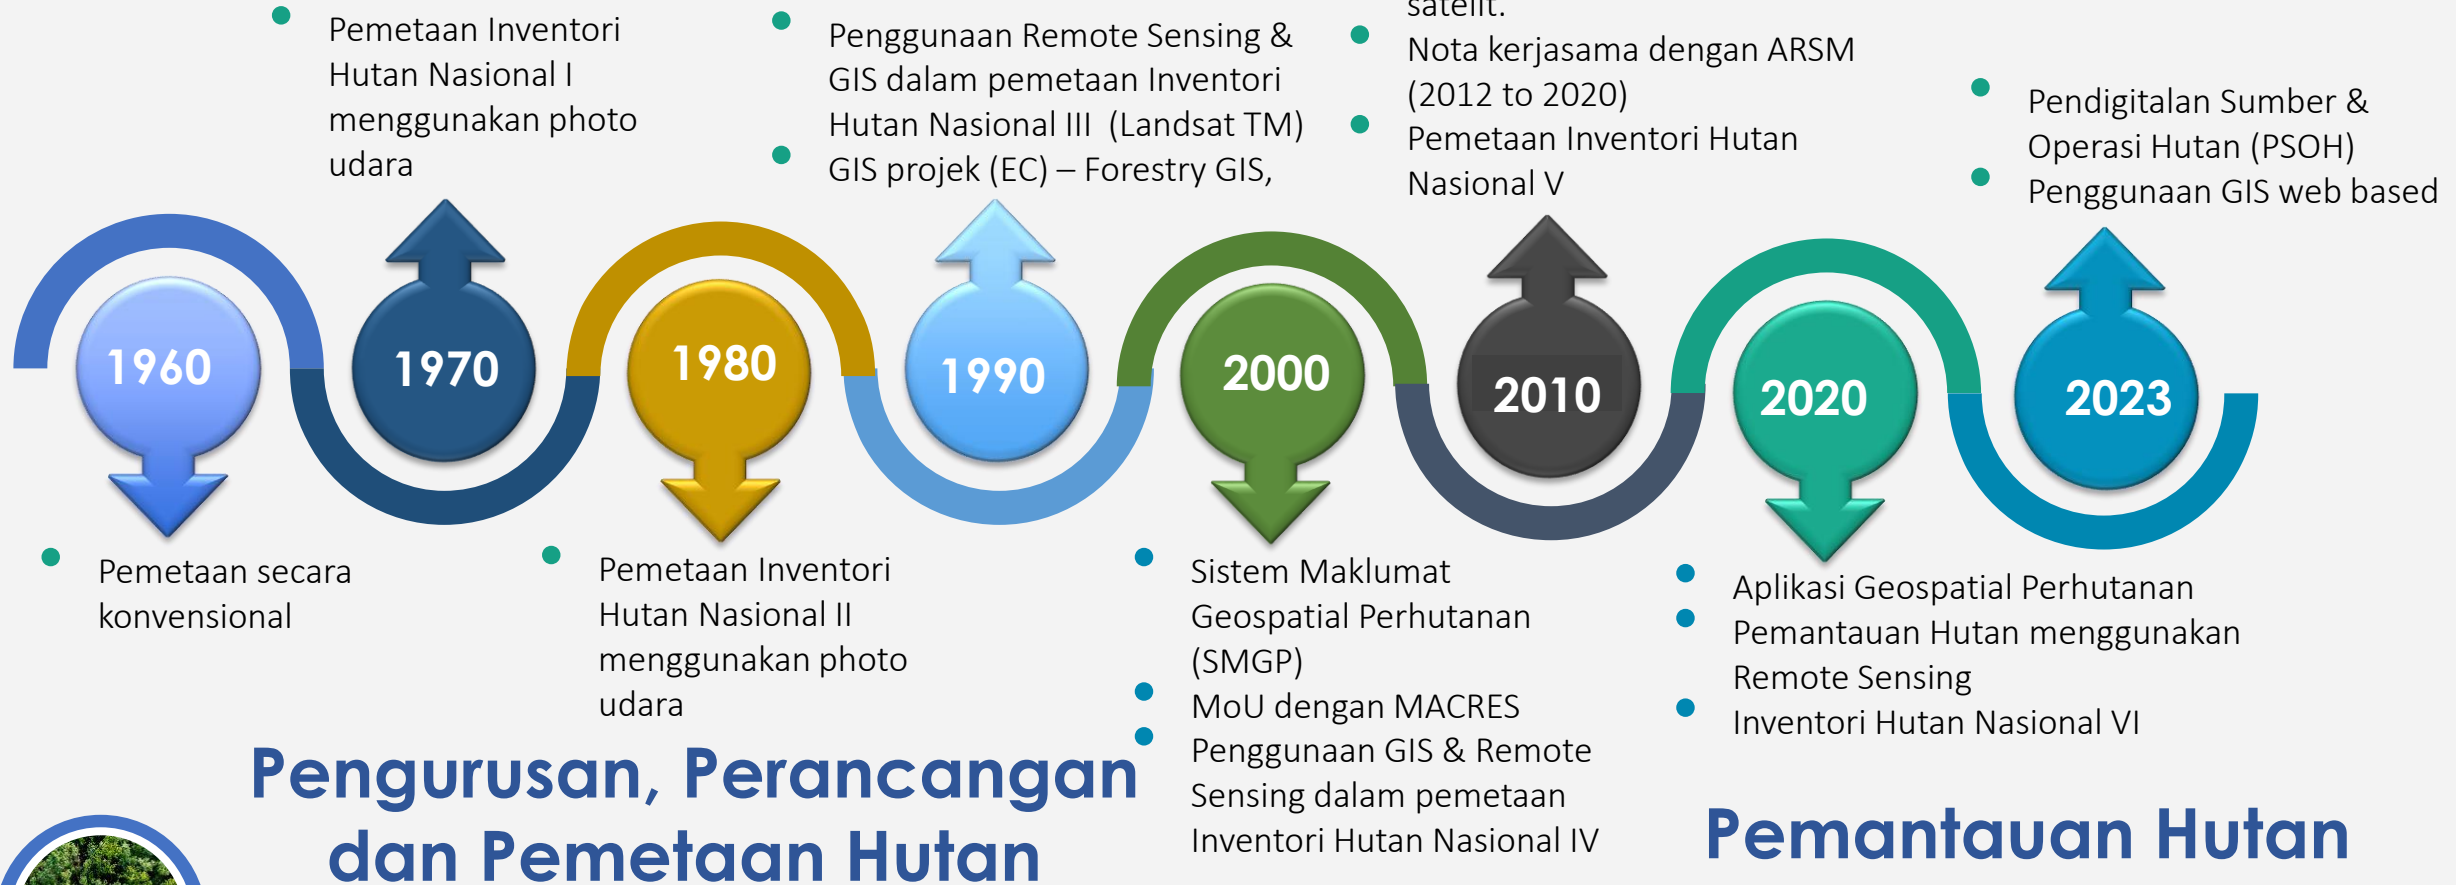 Pemetaan Inventori
Hutan Nasional I
menggunakan photo
udara
Penggunaan Remote Sensing &
GIS dalam pemetaan Inventori
Hutan Nasional III (Landsat TM)
GIS projek (EC) – Forestry GIS,
satelit.
Nota kerjasama dengan ARSM
(2012 to 2020)
Pemetaan Inventori Hutan
Nasional V
Pendigitalan Sumber &
Operasi Hutan (PSOH)
Penggunaan GIS web based
1960
1970
1980
1990
2000
2010
2020
2023
Pemetaan secara
konvensional
Pemetaan Inventori
Hutan Nasional II
menggunakan photo
udara
Sistem Maklumat
Geospatial Perhutanan
(SMGP)
MoU dengan MACRES
Penggunaan GIS & Remote
Sensing dalam pemetaan
Inventori Hutan Nasional IV
Aplikasi Geospatial Perhutanan
Pemantauan Hutan menggunakan
Remote Sensing
Inventori Hutan Nasional VI
Pengurusan, Perancangan
dan Pemetaan Hutan
Pemantauan Hutan